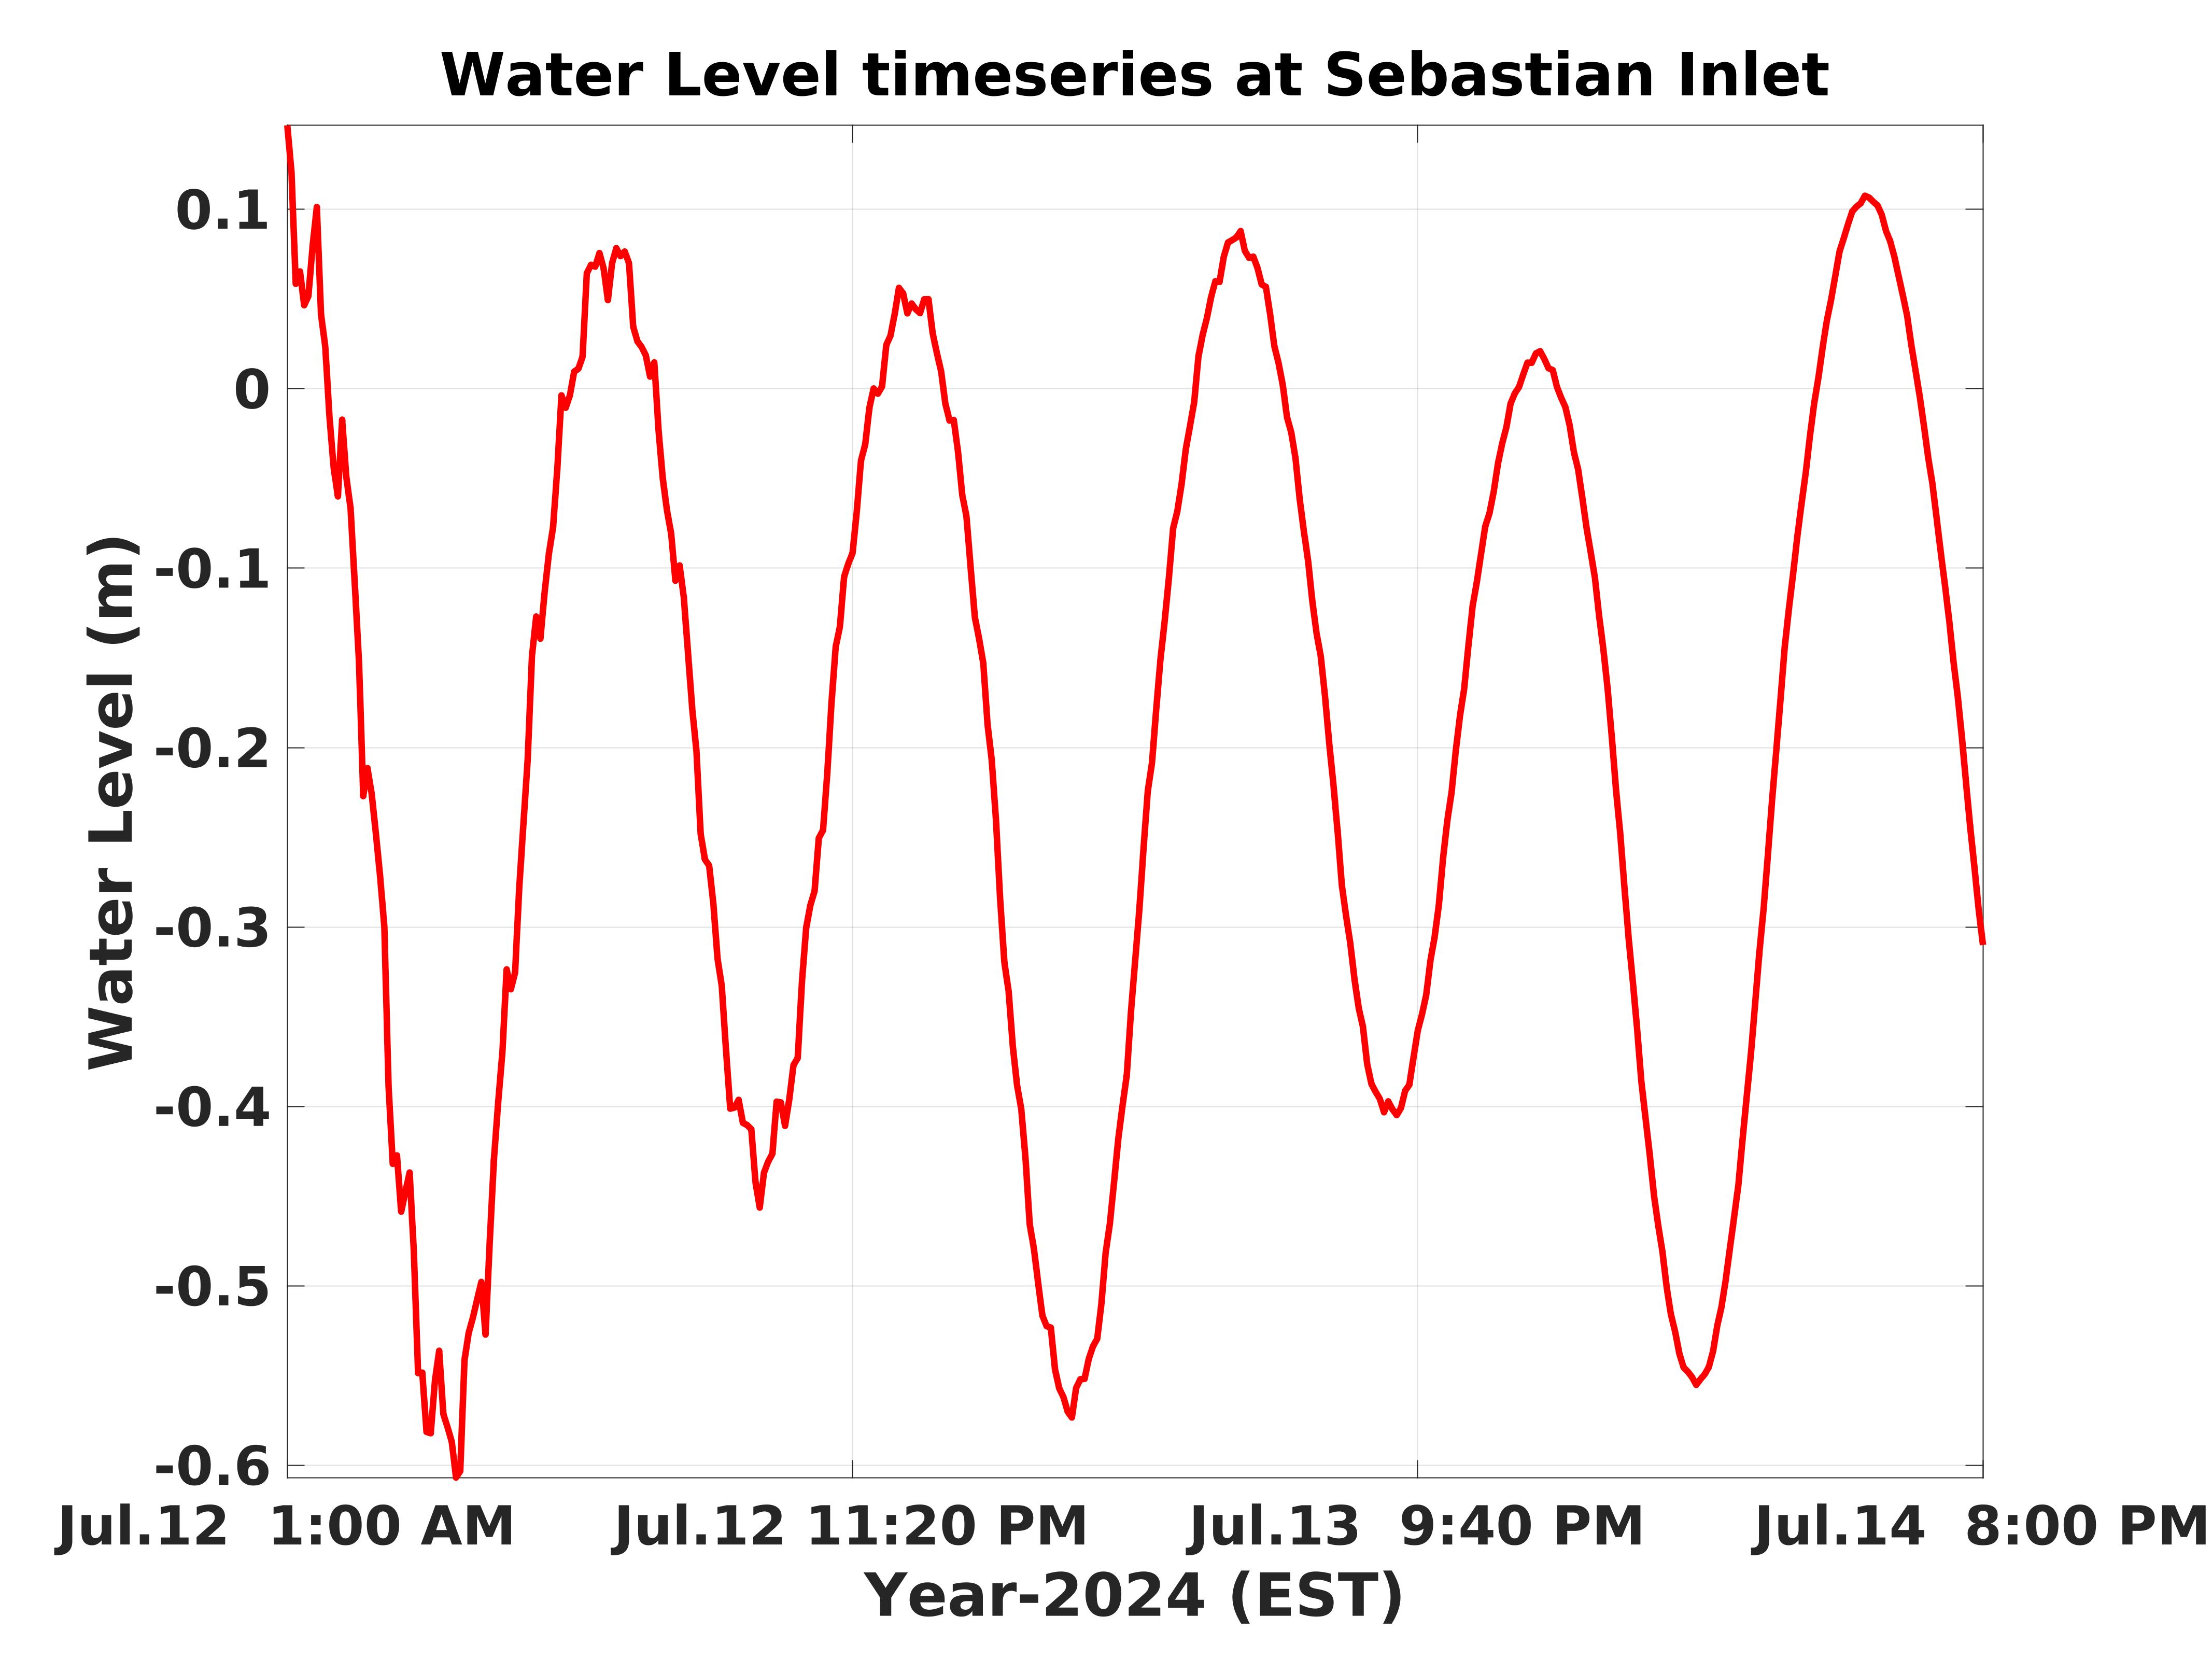 Water Level timeseries at Sebastian Inlet
Water Level (m)
0.1
0
-0.1
-0.2
-0.3
-0.4
-0.5
-0.6
Jul.12 1:00 AM Jul.12 11:20 PM Jul.13 9:40 PM Jul.14 8:00 PM
Year-2024 (EST)